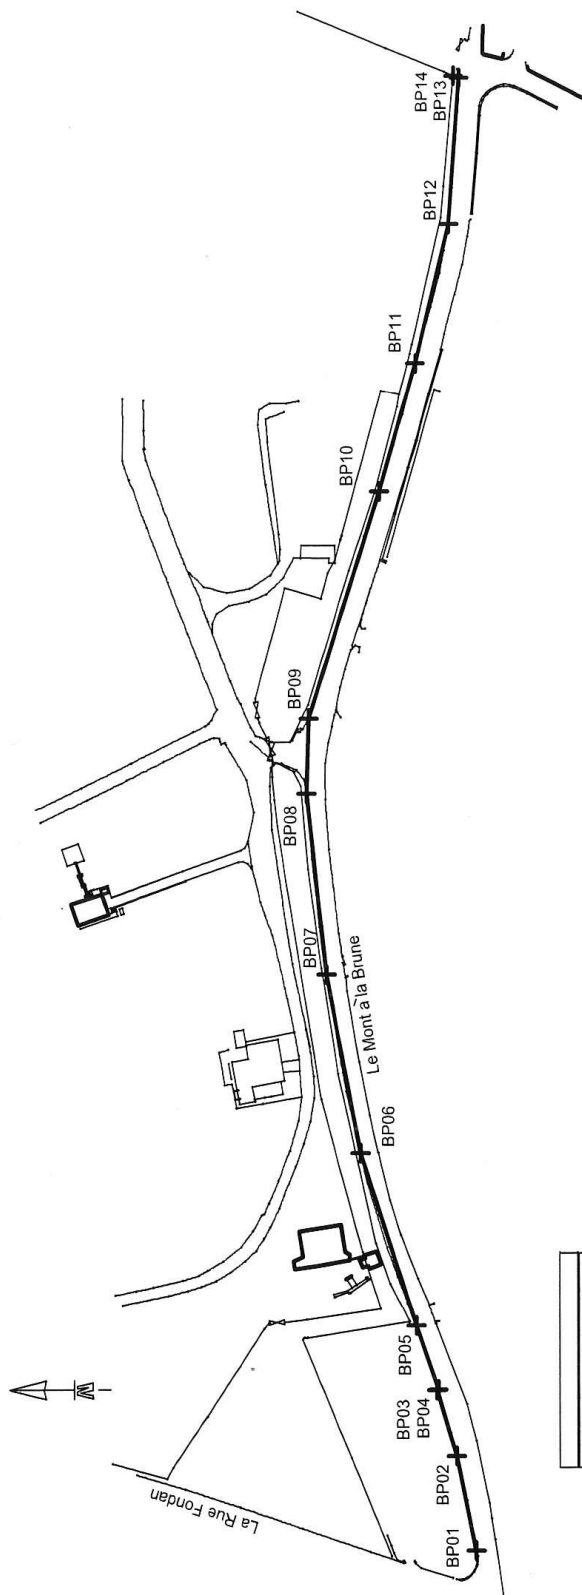 BP14
BP13
BP12
BP11
BP10
BP09
BP08
BP07
Le Mont à la Brune
BP06
BP05
BP03
BP04
BP02
BP01
La Rue Fondan
N